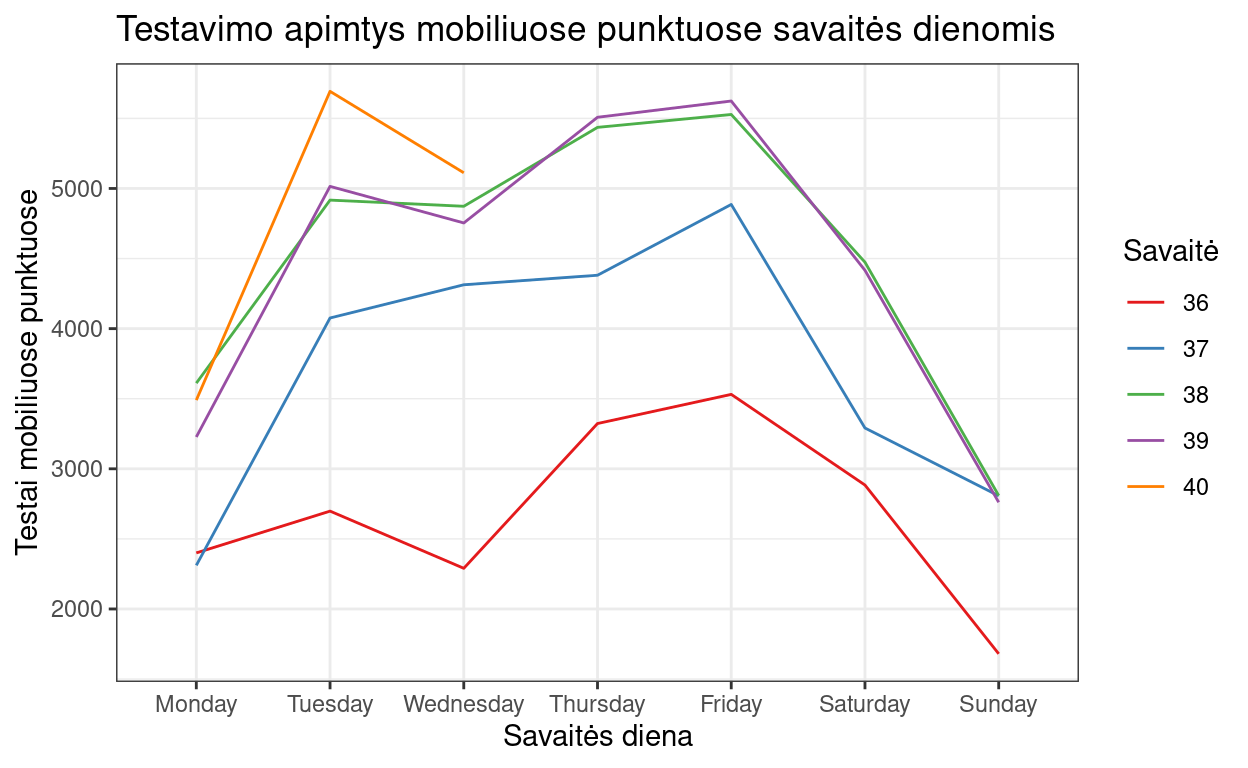 Testavimo apimtys mobiliuose punktuose savaitės dienomis
Testai mobiliuose punktuose
5000
4000
3000
2000
Monday Tuesday Wednesday Thursday Friday Saturday Sunday
Savaitės diena
Savaitė
36
37
38
39
40